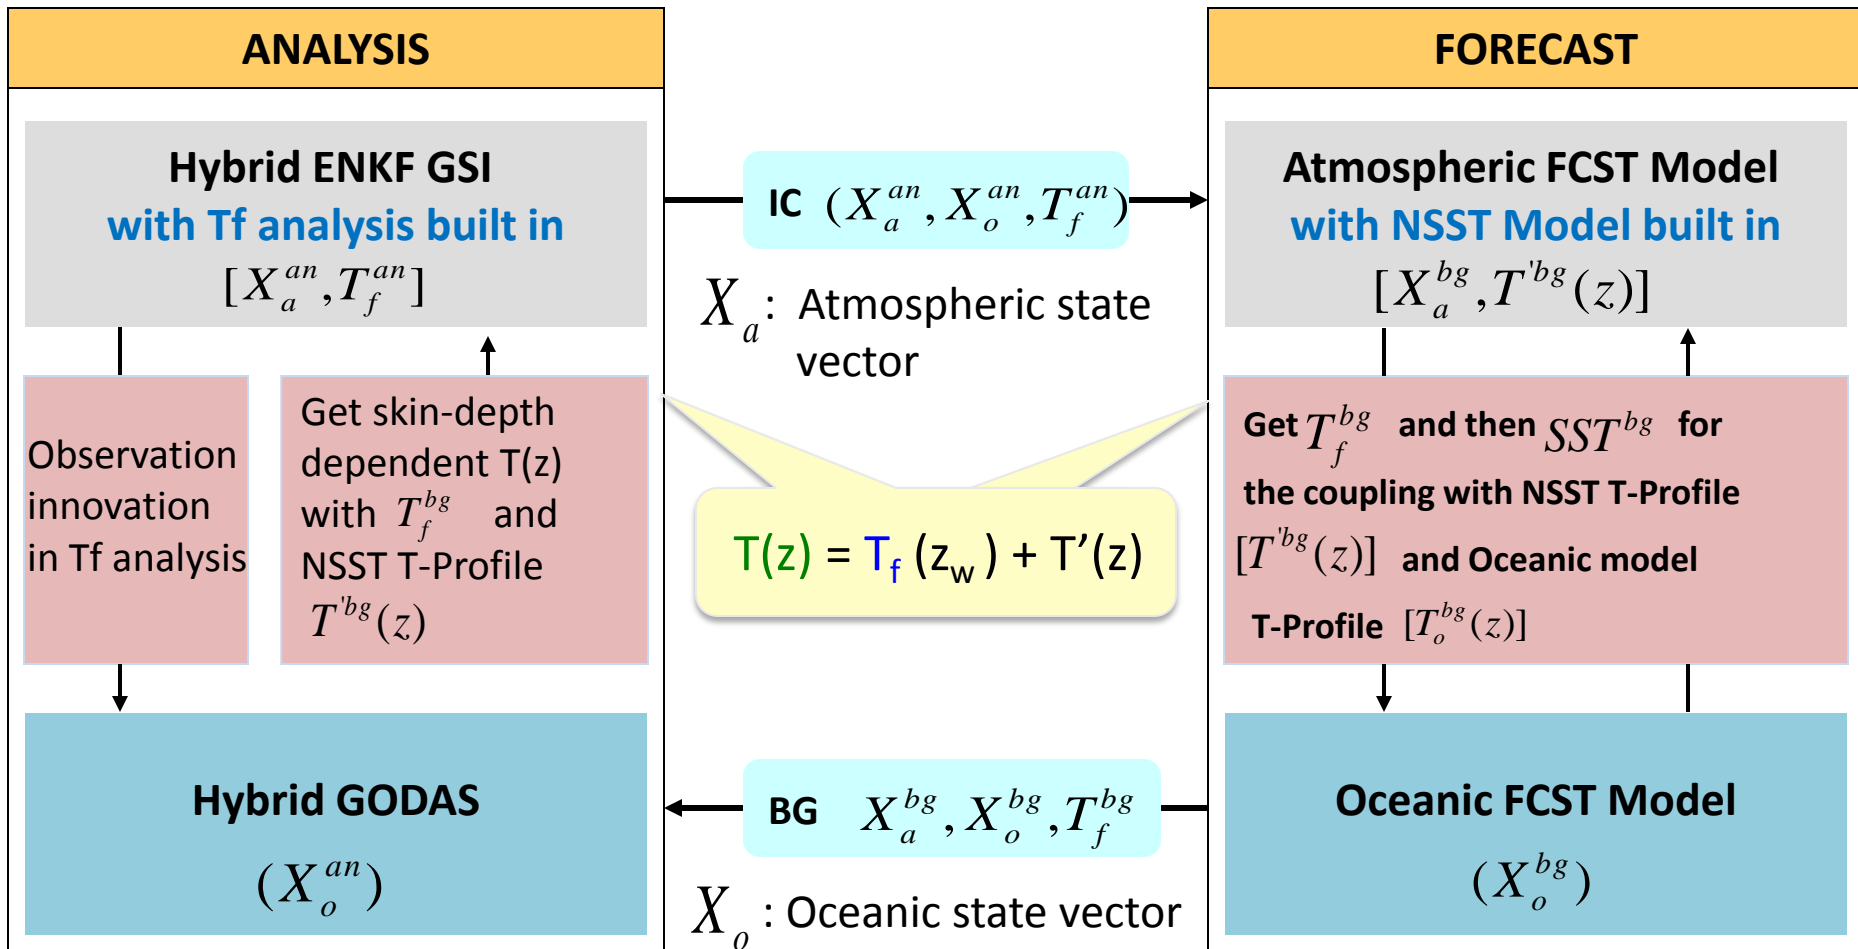 ANALYSIS
Hybrid ENKF GSI
with Tf analysis built in
[X_a^{an}, T_f^{an}]
Observation
innovation
in Tf analysis
Get skin-depth
dependent T(z)
with T_f^{bg} and
NSST T-Profile
T^{'bg}(z)
Hybrid GODAS
(X_o^{an})
IC (X_a^{an}, X_o^{an}, T_f^{an})
X_a : Atmospheric state
vector
T(z) = T_f (z_w) + T’(z)
BG X_a^{bg}, X_o^{bg}, T_f^{bg}
X_o : Oceanic state vector
FORECAST
Atmospheric FCST Model
with NSST Model built in
[X_a^{bg}, T^{'bg}(z)]
Get T_f^{bg} and then SST^{bg} for
the coupling with NSST T-Profile
[T^{'bg}(z)] and Oceanic model
T-Profile [T_o^{bg}(z)]
Oceanic FCST Model
(X_o^{bg})